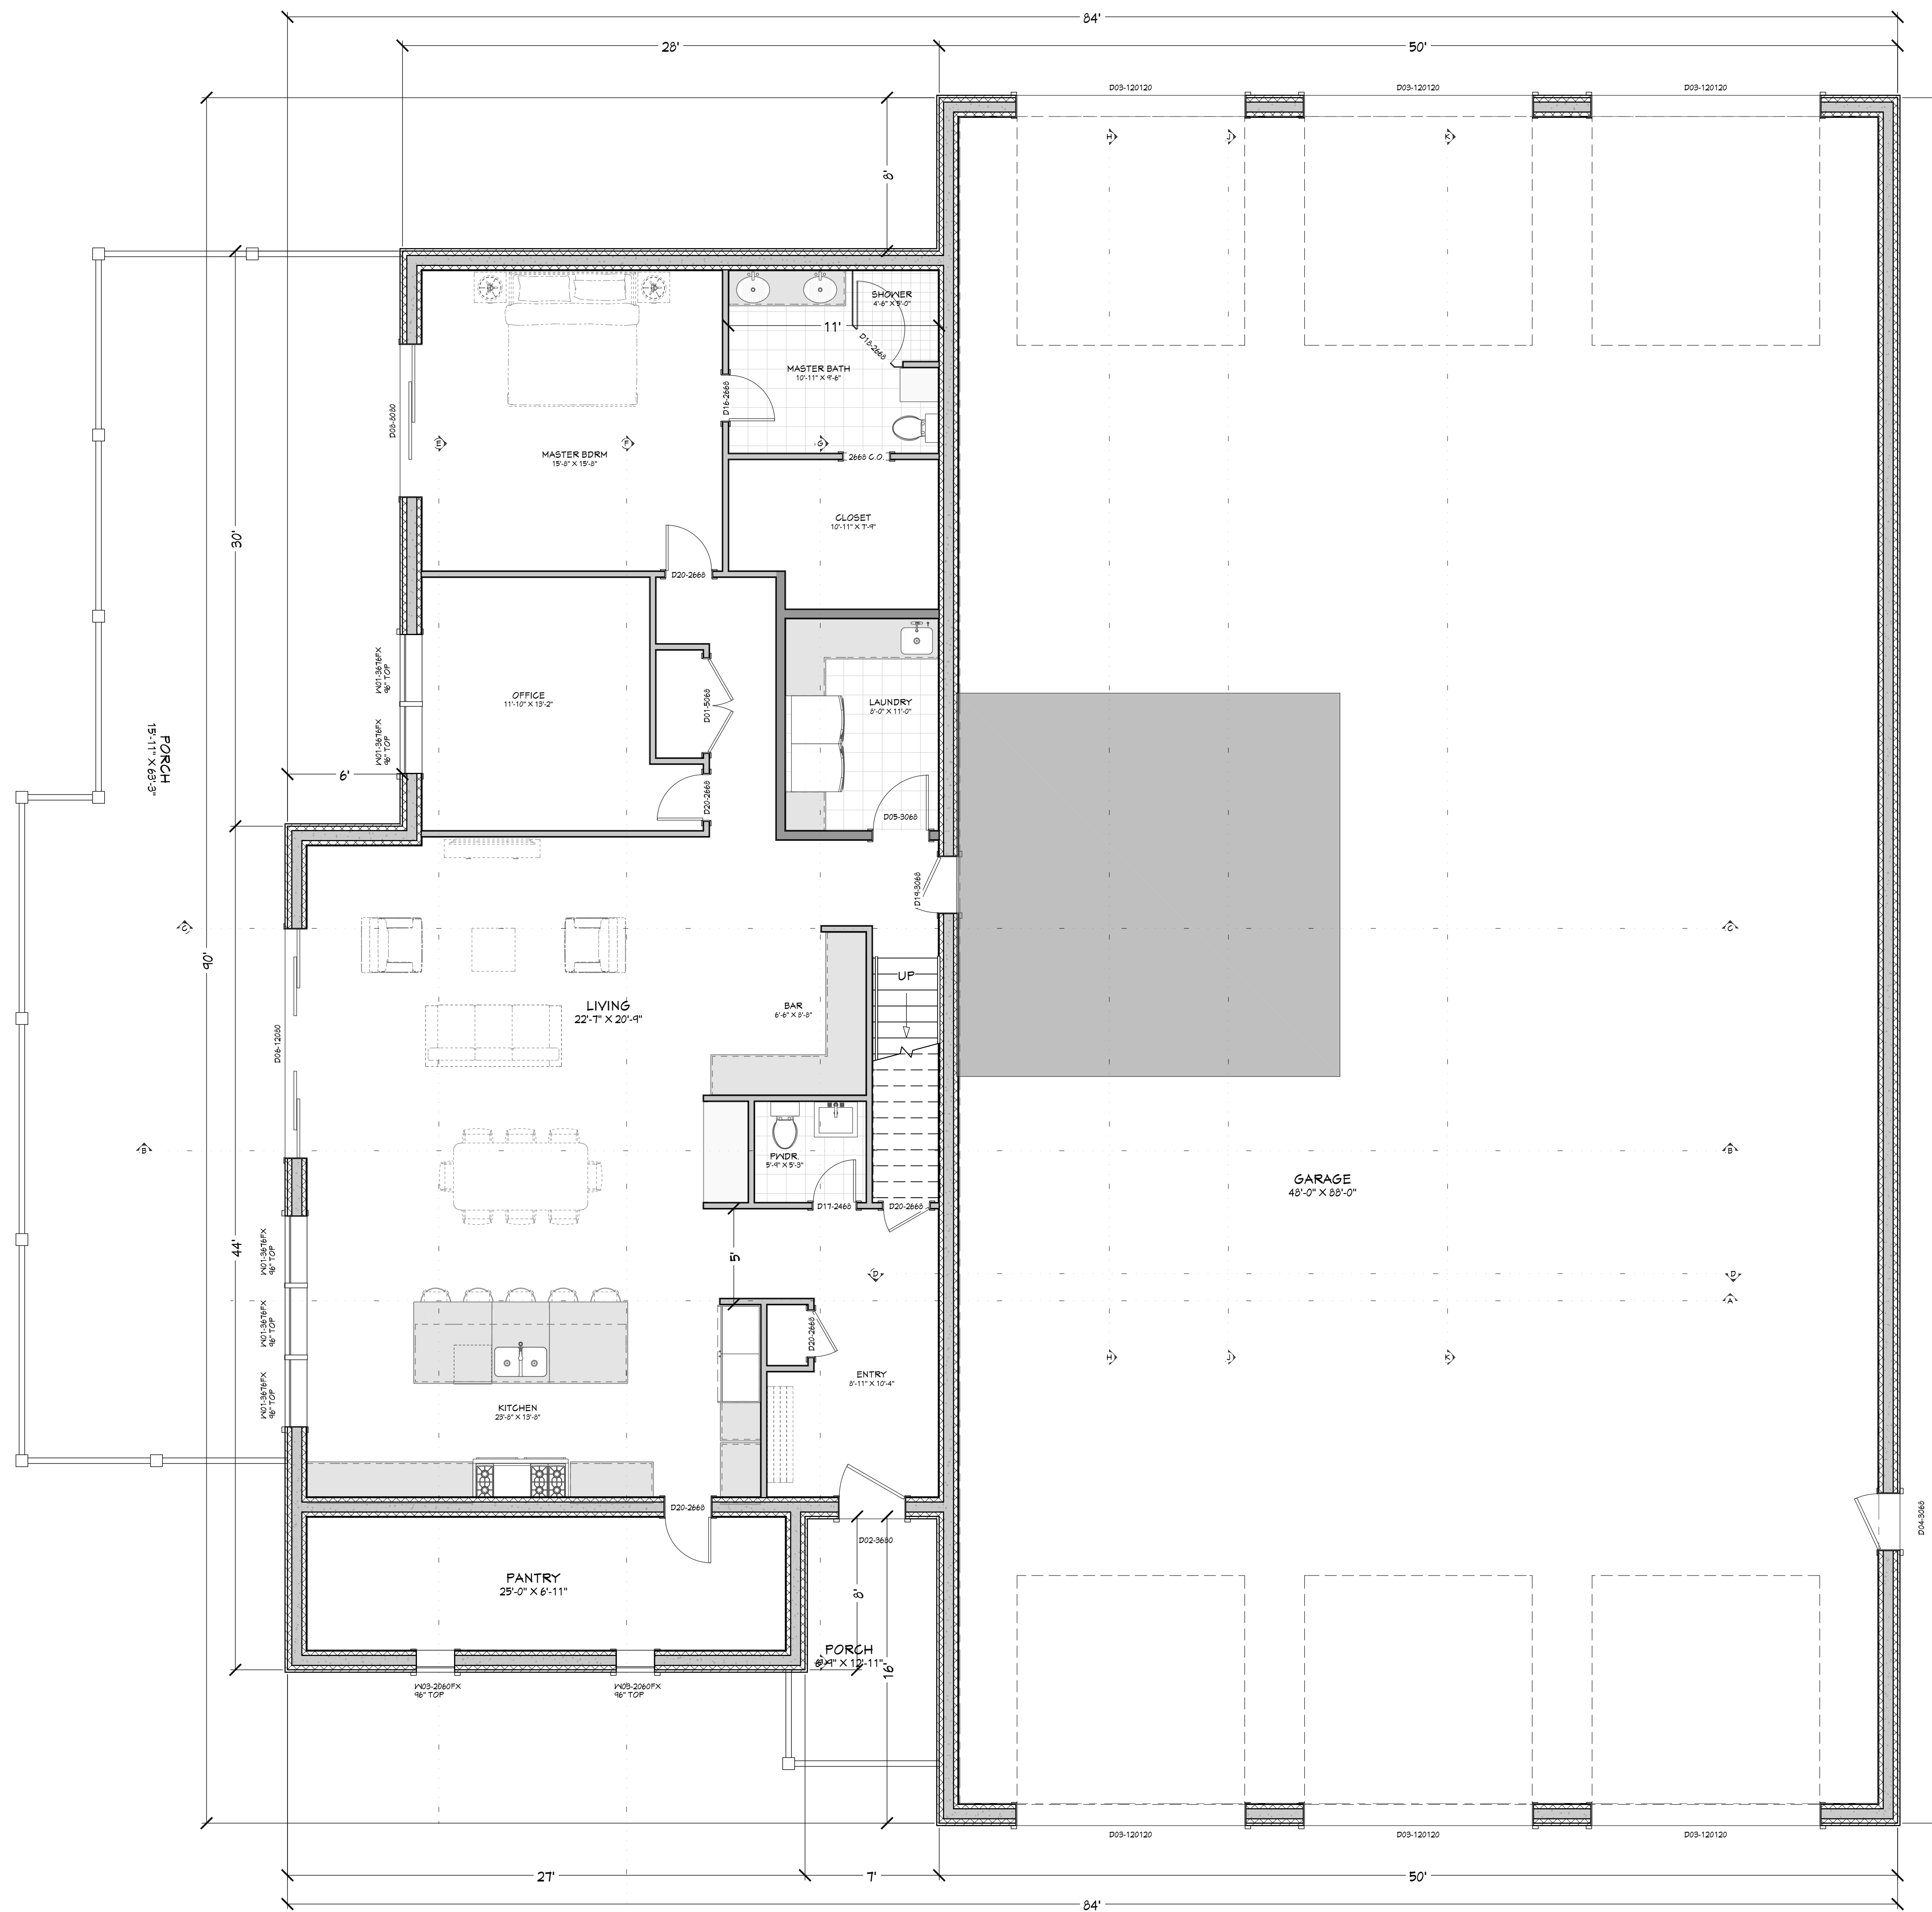 84'
28'
50'
D03-120120
D03-120120
D03-120120
H
J
K
8'
SHOWER
4'-6" X 5'-0"
11'
D18-2668
MASTER BATH
10'-11" X 9'-6"
D16-2668
D08-8080
E
F
G
MASTER BDRM
15'-8" X 15'-8"
2668 C.O.
CLOSET
10'-11" X 7'-9"
30'
D20-2668
W01-3676FX
96" TOP
OFFICE
11'-10" X 13'-2"
D01-5068
LAUNDRY
8'-0" X 11'-0"
W01-3676FX
96" TOP
PORCH
15'-11" X 63'-3"
6'
D20-2668
D05-3068
D19-3068
C
C
90'
UP
LIVING
22'-7" X 20'-9"
BAR
6'-6" X 8'-8"
D06-12080
B
B
PWDR.
5'-9" X 5'-3"
GARAGE
48'-0" X 88'-0"
D17-2468
D20-2668
44'
5'
W01-3676FX
96" TOP
D
D
A
W01-3676FX
96" TOP
D20-2668
H
J
K
ENTRY
8'-11" X 10'-4"
W01-3676FX
96" TOP
KITCHEN
23'-8" X 13'-8"
D20-2668
D04-3068
D02-3680
PANTRY
25'-0" X 6'-11"
8'
PORCH
X 12'-11"
16'
W03-2060FX
96" TOP
W03-2060FX
96" TOP
D03-120120
D03-120120
D03-120120
27'
7'
50'
84'